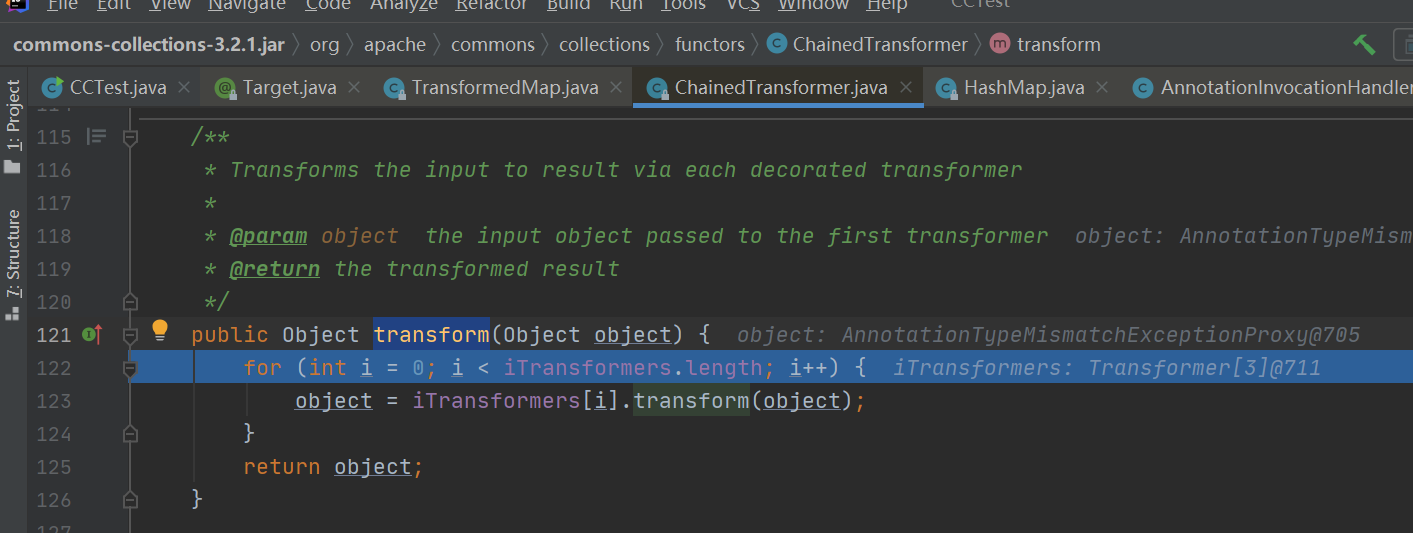 File Edit View Navigate Code Analyze Refactor Build Run Tools VCS Window Help CCTest
commons-collections-3.2.1.jar org apache commons collections functors C ChainedTransformer m transform
CCTest.java Target.java TransformedMap.java ChainedTransformer.java HashMap.java AnnotationInvocationHandler
1: Project
7: Structure
115 /**
116 * Transforms the input to result via each decorated transformer
117 *
118 * @param object the input object passed to the first transformer object: AnnotationTypeMism
119 * @return the transformed result
120 */
121 public Object transform(Object object) { object: AnnotationTypeMismatchExceptionProxy@705
122 for (int i = 0; i < iTransformers.length; i++) { iTransformers: Transformer[3]@711
123 object = iTransformers[i].transform(object);
124 }
125 return object;
126 }